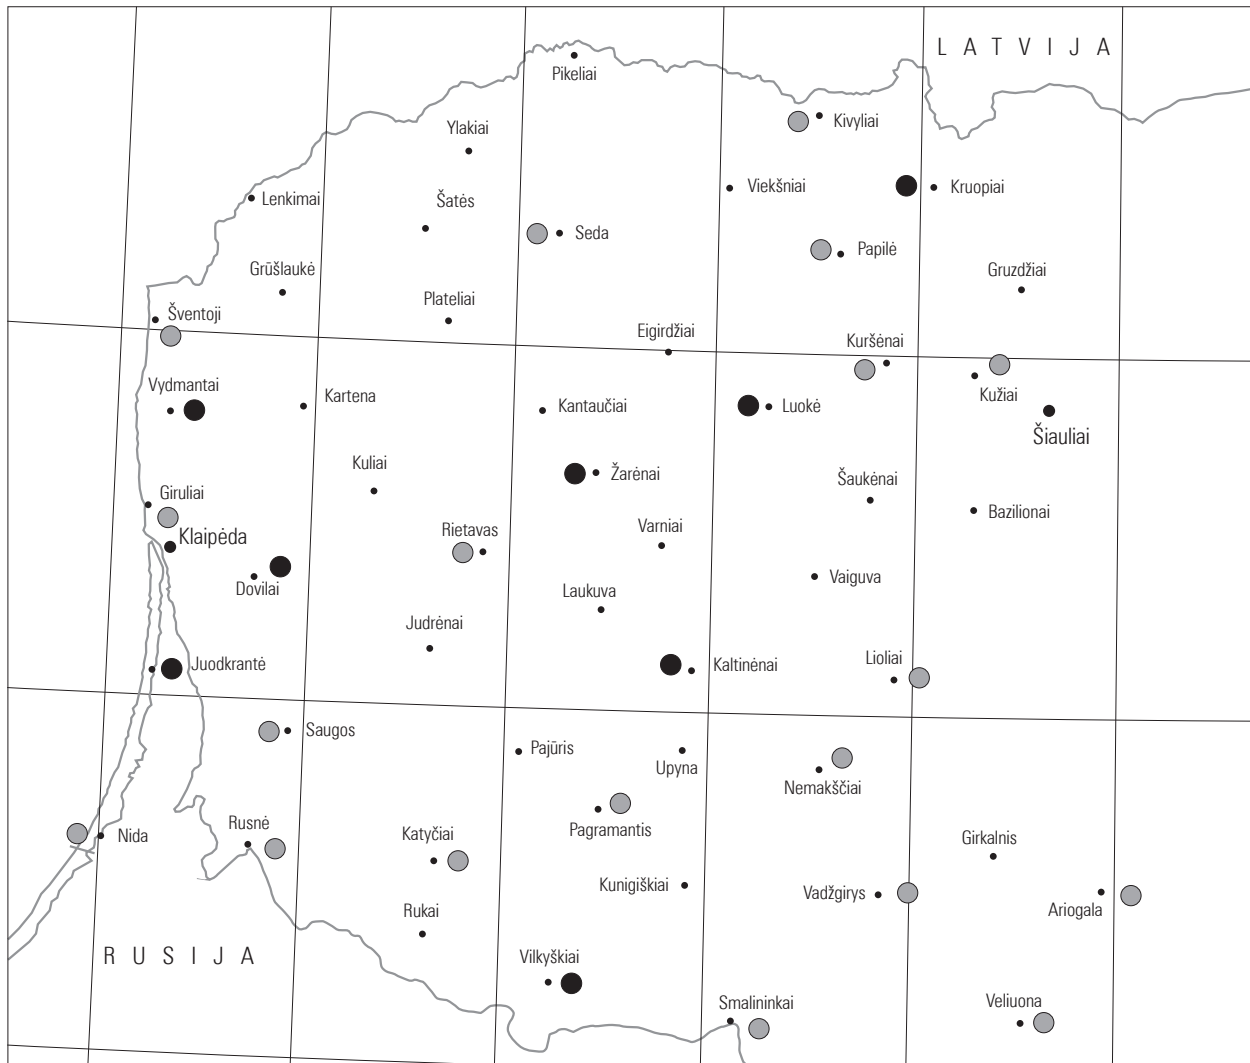 LATVIJA
Pikeliai
Kivyliai
Ylakiai
Viekšniai
Kruopiai
Lenkimai
Šatės
Seda
Papilė
Grūšlaukė
Gruzdžiai
Plateliai
Šventoji
Eigirdžiai
Kuršėnai
Vydmantai
Kartena
Kantaučiai
Luokė
Kužiai
Šiauliai
Kuliai
Žarėnai
Šaukėnai
Giruliai
Bazilionai
Rietavas
Varniai
Klaipėda
Vaiguva
Dovilai
Laukuva
Judrėnai
Juodkrantė
Kaltinėnai
Lioliai
Saugos
Pajūris
Upyna
Nemakščiai
Rusnė
Nida
Katyčiai
Pagramantis
Girkalnis
Kunigiškiai
Vadžgirys
Ariogala
Rukai
RUSIJA
Vilkyškiai
Smalininkai
Veliuona